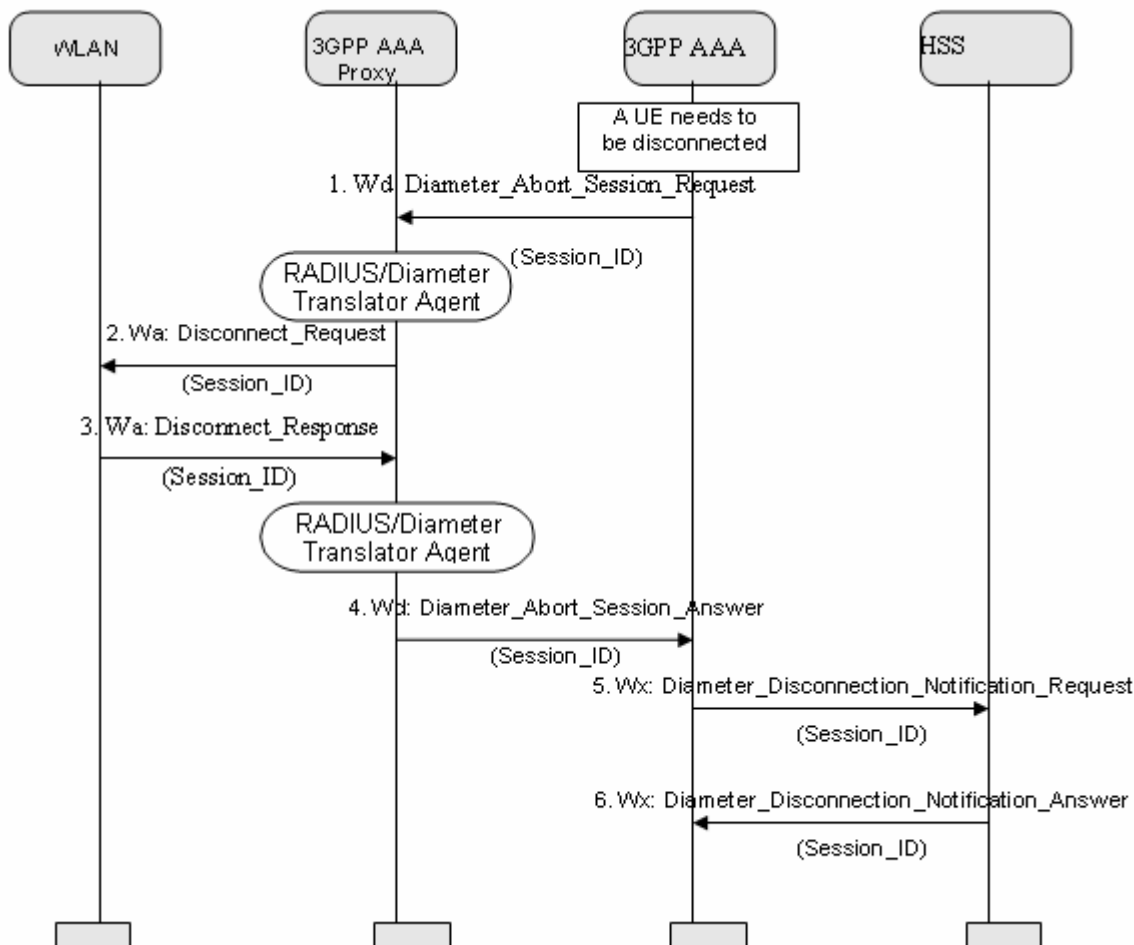 WLAN
3GPP AAA
Proxy
3GPP AAA
HSS
A UE needs to
be disconnected
1. Wd: Diameter_Abort_Session_Request
(Session_ID)
RADIUS/Diameter
Translator Agent
2. Wa: Disconnect_Request
(Session_ID)
3. Wa: Disconnect_Response
(Session_ID)
RADIUS/Diameter
Translator Agent
4. Wd: Diameter_Abort_Session_Answer
(Session_ID)
5. Wx: Diameter_Disconnection_Notification_Request
(Session_ID)
6. Wx: Diameter_Disconnection_Notification_Answer
(Session_ID)